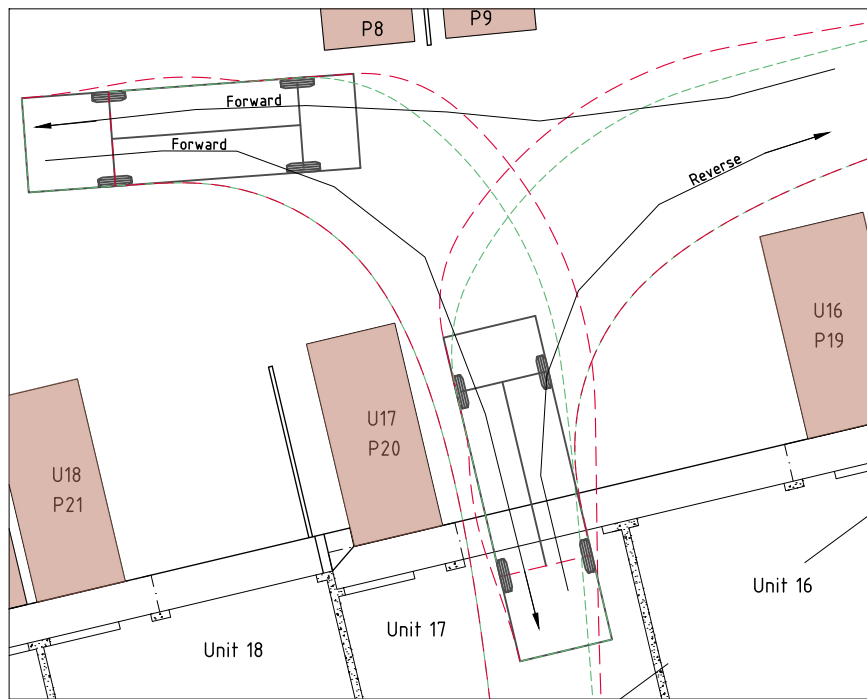 P8
P9
Forward
Forward
Reverse
U16
P19
U17
P20
U18
P21
Unit 16
Unit 17
Unit 18